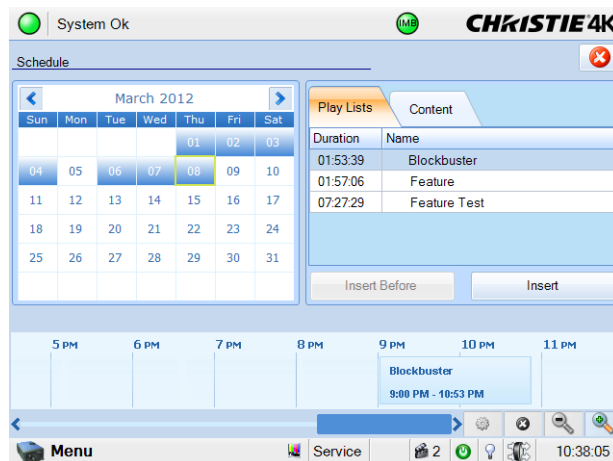 System Ok
IMB
CHRISTIE 4K
Schedule
March 2012
Sun Mon Tue Wed Thu Fri Sat
01 02 03
04 05 06 07 08 09 10
11 12 13 14 15 16 17
18 19 20 21 22 23 24
25 26 27 28 29 30 31
Play Lists Content
Duration Name
01:53:39 Blockbuster
01:57:06 Feature
07:27:29 Feature Test
Insert Before Insert
5 PM 6 PM 7 PM 8 PM 9 PM 10 PM 11 PM
Blockbuster
9:00 PM - 10:53 PM
Menu Service 2 10:38:05